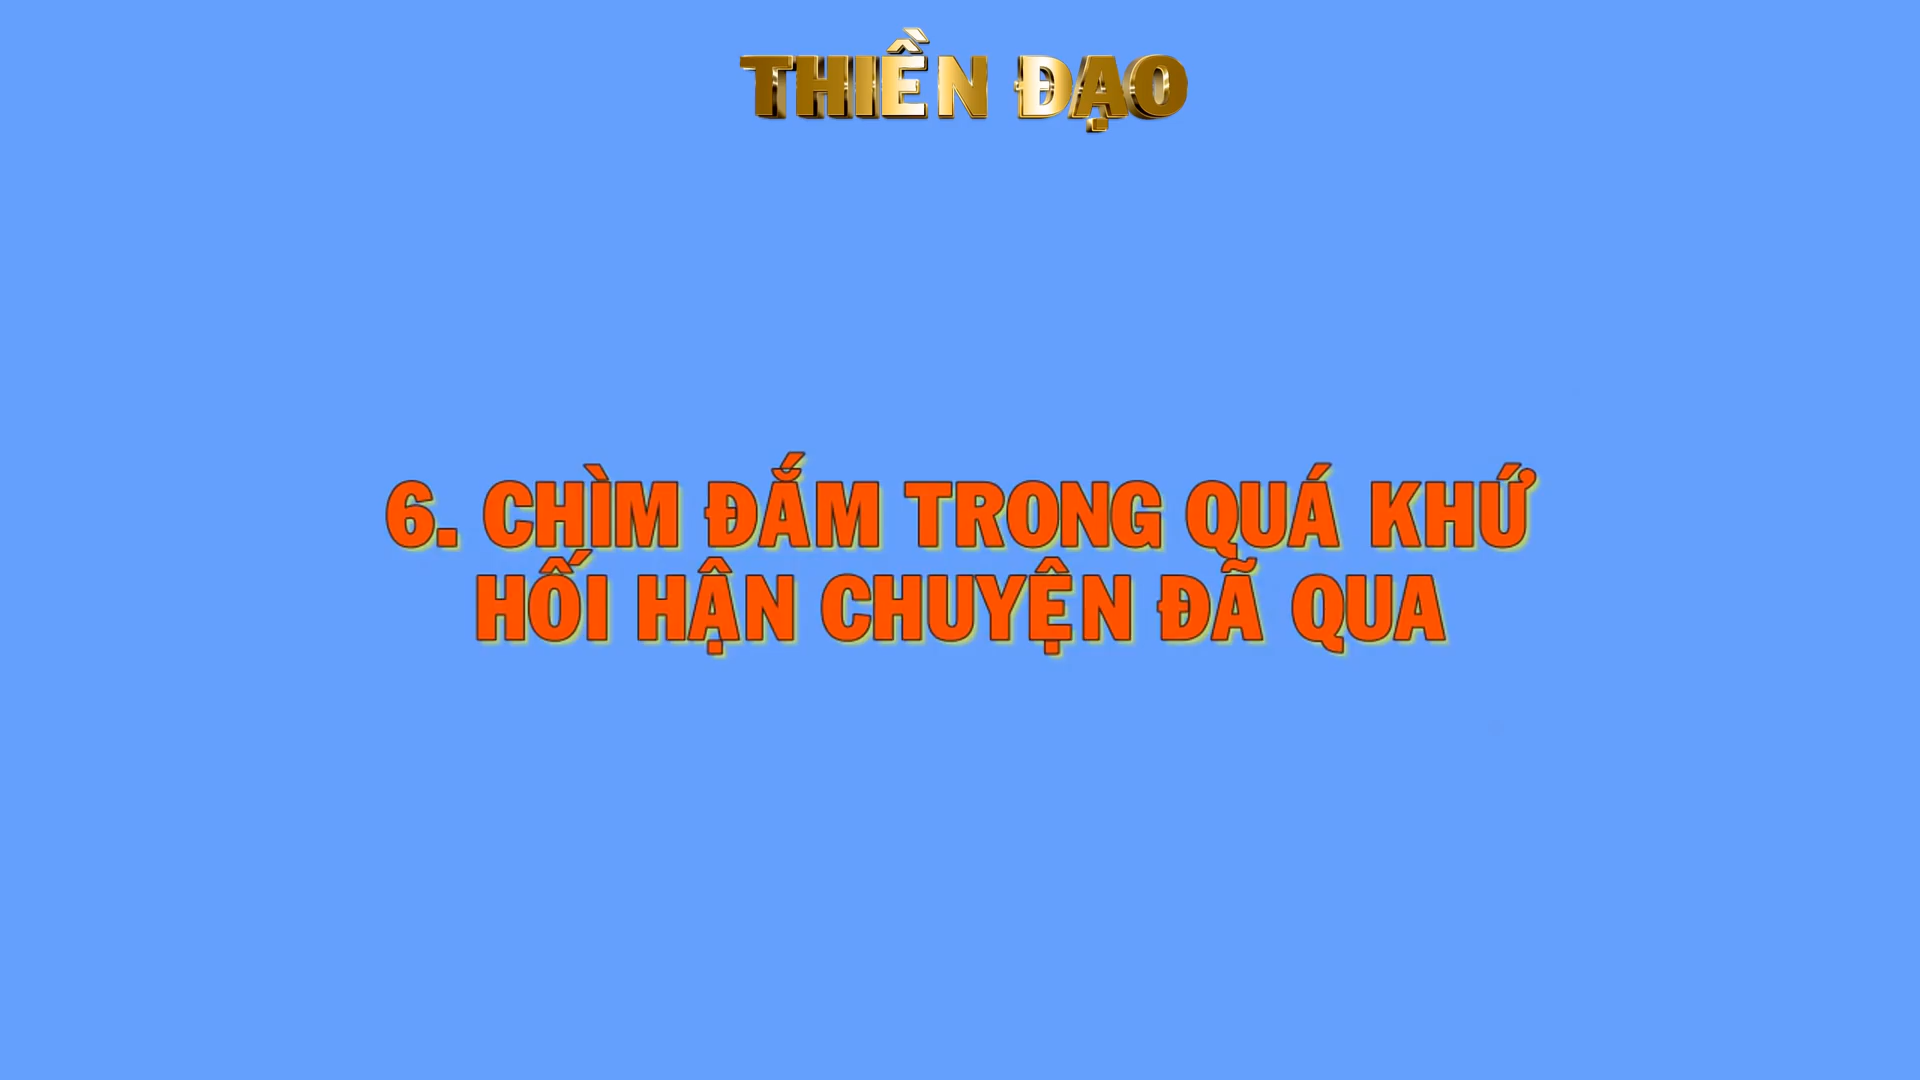 THIỀN ĐẠO
6. CHÌM ĐẮM TRONG QUÁ KHỨ
HỐI HẬN CHUYỆN ĐÃ QUA